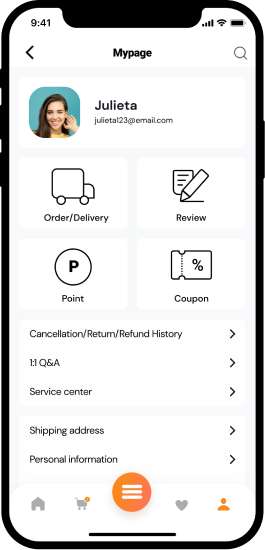 9:41
Mypage
Julieta
julieta123@email.com
Order/Delivery
Review
P
%
Point
Coupon
Cancellation/Return/Refund History
1:1 Q&A
Service center
Shipping address
Personal information